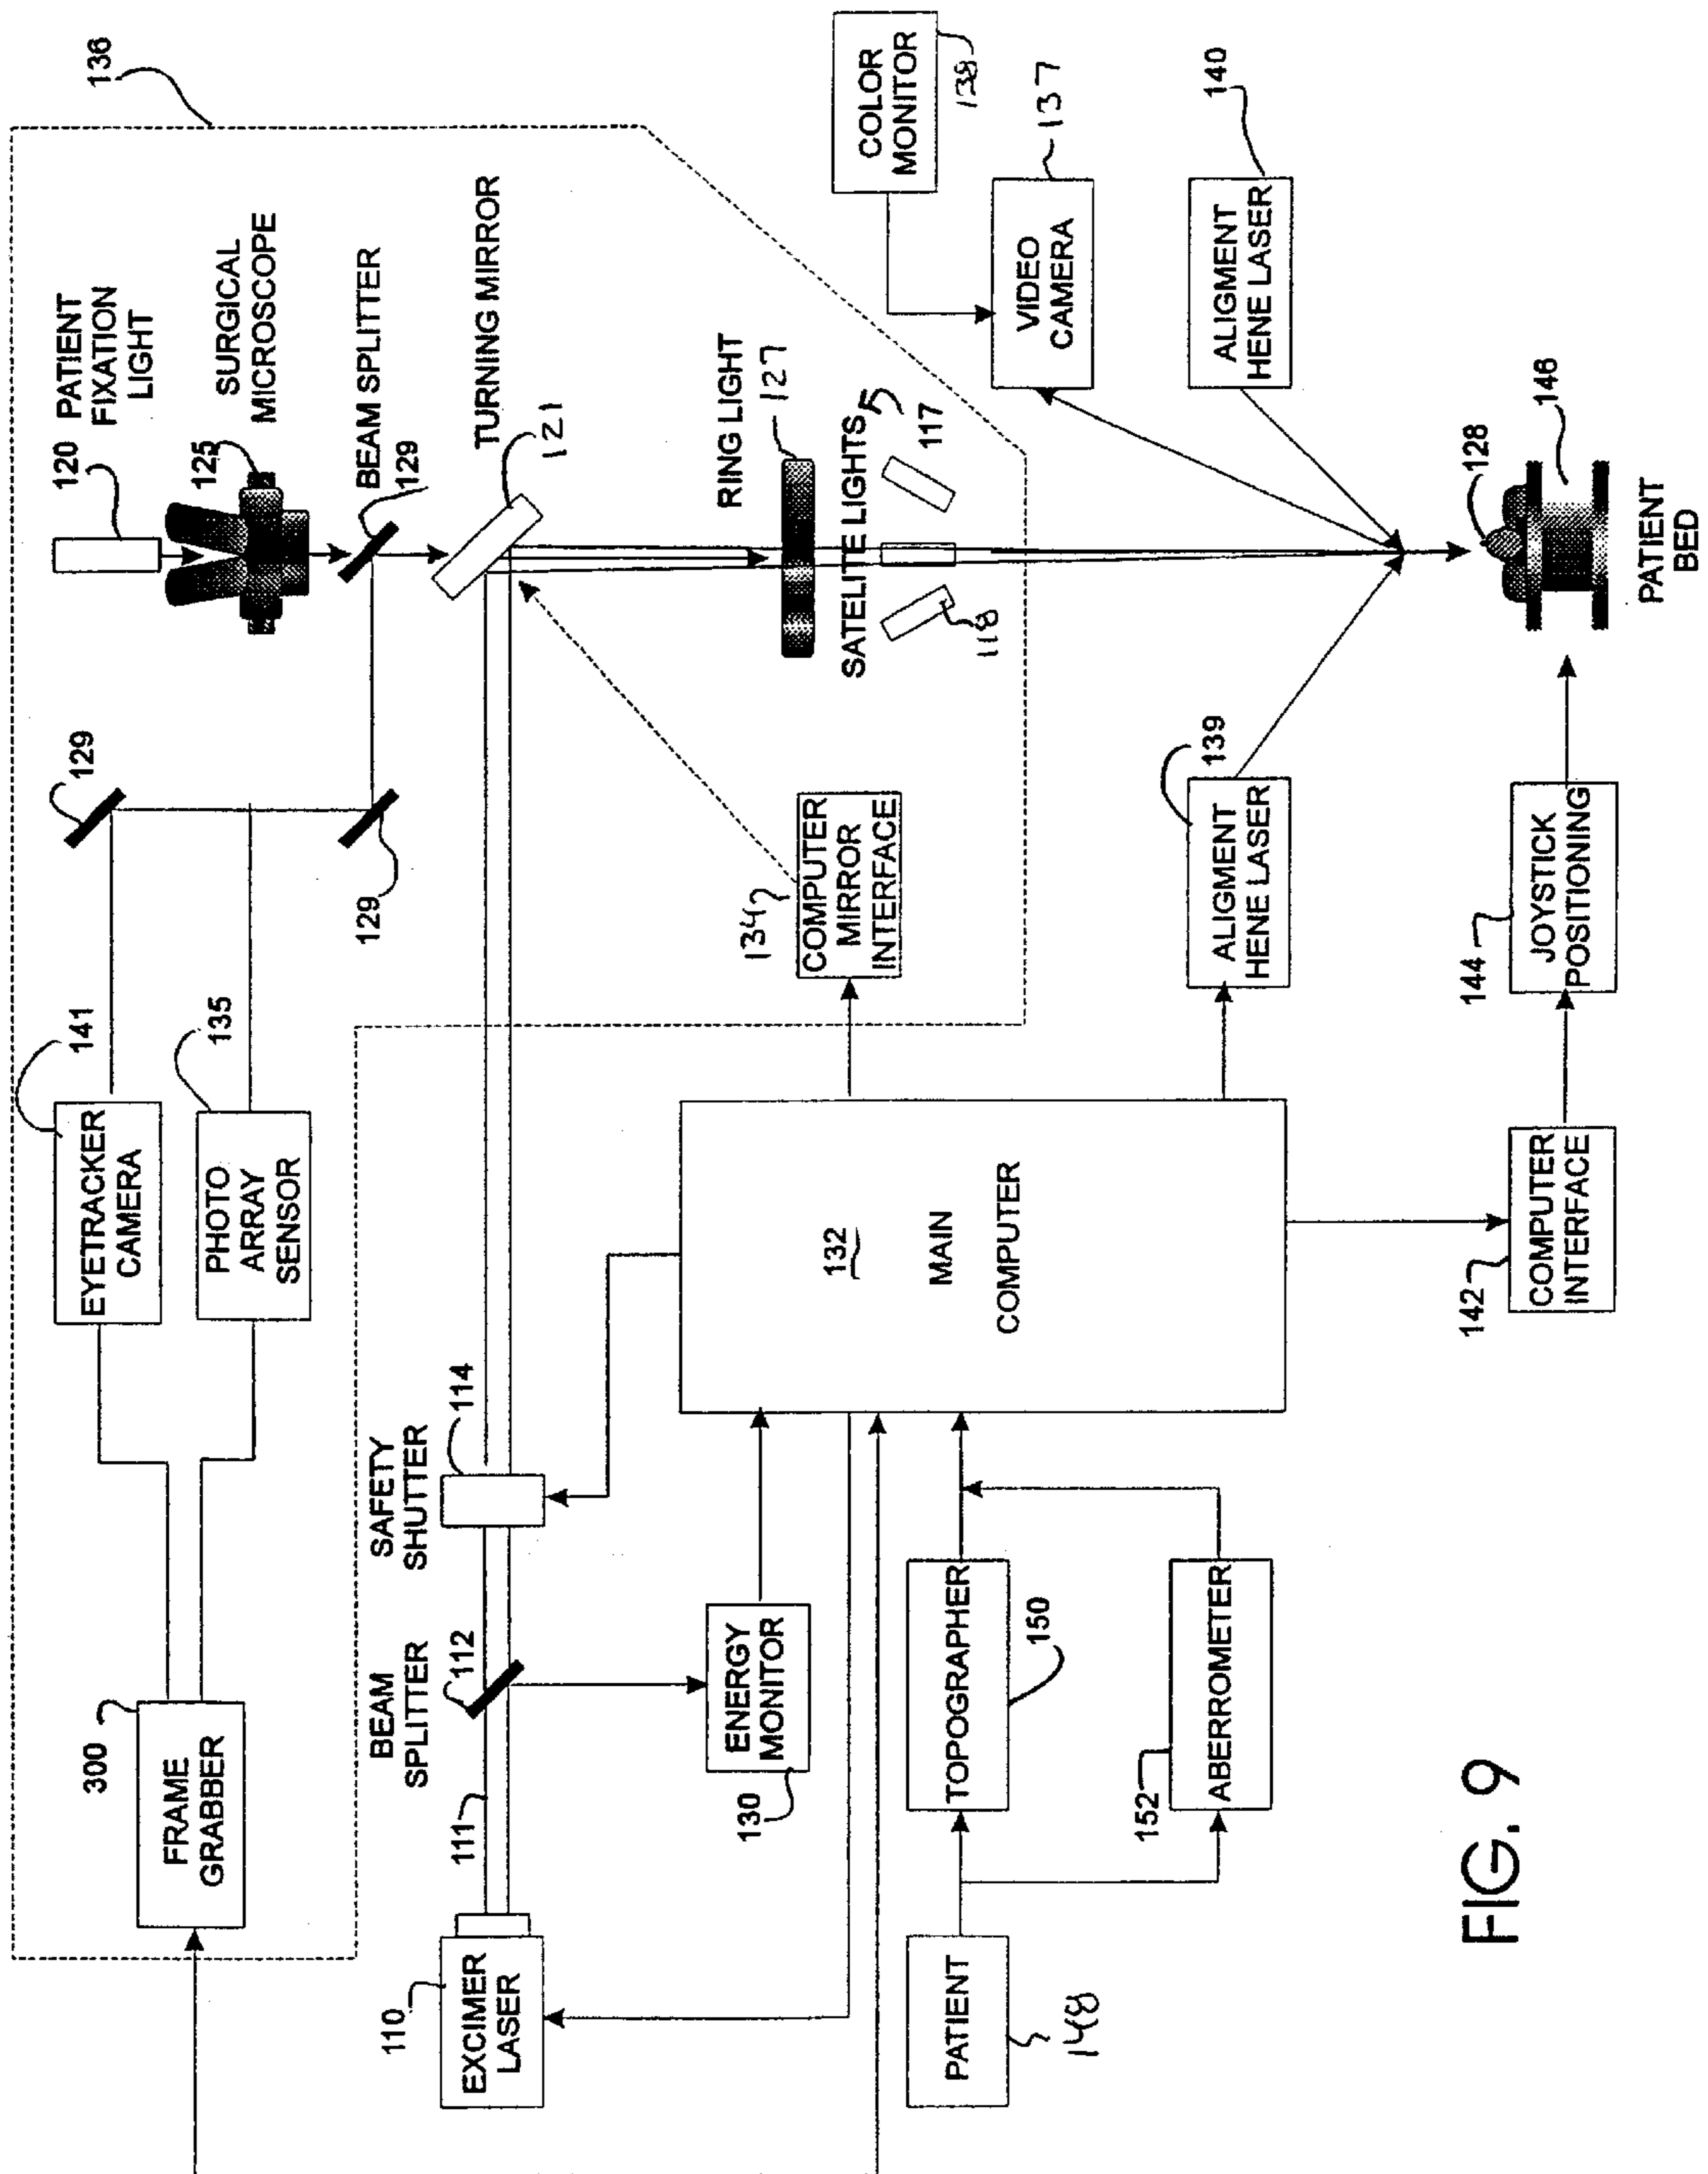 136
PATIENT
FIXATION
LIGHT
120
SURGICAL
MICROSCOPE
125
BEAM SPLITTER
129
TURNING MIRROR
121
129
129
EYETRACKER
CAMERA
141
PHOTO
ARRAY
SENSOR
135
FRAME
GRABBER
300
EXCIMER
LASER
110
111
BEAM
SPLITTER
112
SAFETY
SHUTTER
114
ENERGY
MONITOR
130
RING LIGHT
127
SATELITE LIGHTS
117
118
COMPUTER
MIRROR
INTERFACE
134
COLOR
MONITOR
138
VIDEO
CAMERA
137
ALIGMENT
HENE LASER
140
132
MAIN
COMPUTER
ALIGMENT
HENE LASER
139
PATIENT
148
TOPOGRAPHER
150
ABERROMETER
152
COMPUTER
INTERFACE
142
JOYSTICK
POSITIONING
144
128
146
PATIENT
BED
FIG. 9